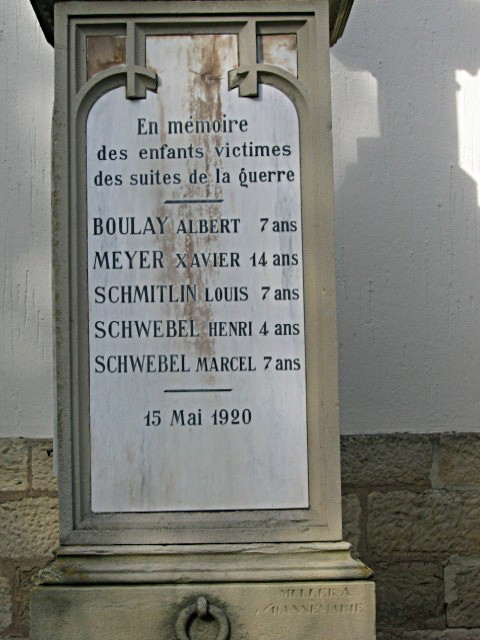 En mémoire
des enfants victimes
des suites de la guerre
BOULAY ALBERT 7 ans
MEYER XAVIER 14 ans
SCHMITLIN LOUIS 7 ans
SCHWEBEL HENRI 4 ans
SCHWEBEL MARCEL 7 ans
15 Mai 1920
MULLER A
DANNEMARIE